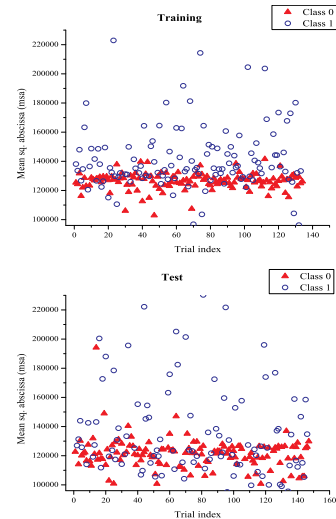 Training
Class 0
Class 1
220000
200000
180000
160000
140000
120000
100000
Mean sq. abscissa (msa)
0 20 40 60 80 100 120 140
Trial index
Test
Class 0
Class 1
220000
200000
180000
160000
140000
120000
100000
Mean sq. abscissa (msa)
0 20 40 60 80 100 120 140 160
Trial index